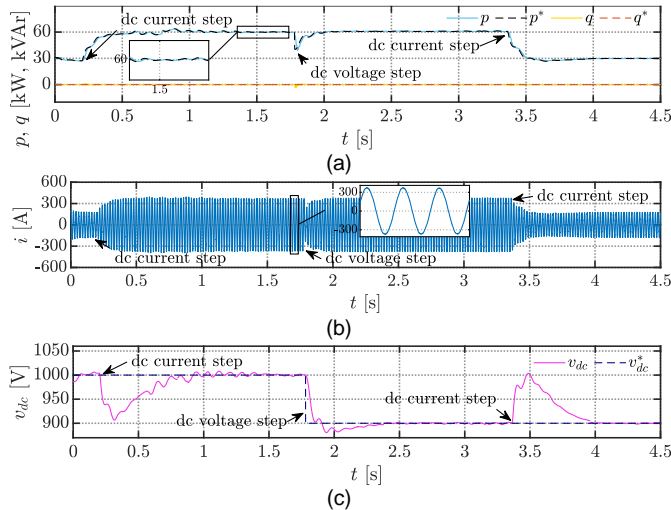 dc current step
p p* q q*
90
60
30
0
p, q [kW, kVAr]
60
1.5
dc current step
dc voltage step
0 0.5 1 1.5 2 2.5 3 3.5 4 4.5
t [s]
(a)
600
300
0
-300
-600
i [A]
300
0
-300
dc current step
dc current step
dc voltage step
0 0.5 1 1.5 2 2.5 3 3.5 4 4.5
t [s]
(b)
1050
1000
950
900
v_dc [V]
dc current step
v_dc v*_dc
dc current step
dc voltage step
0 0.5 1 1.5 2 2.5 3 3.5 4 4.5
t [s]
(c)